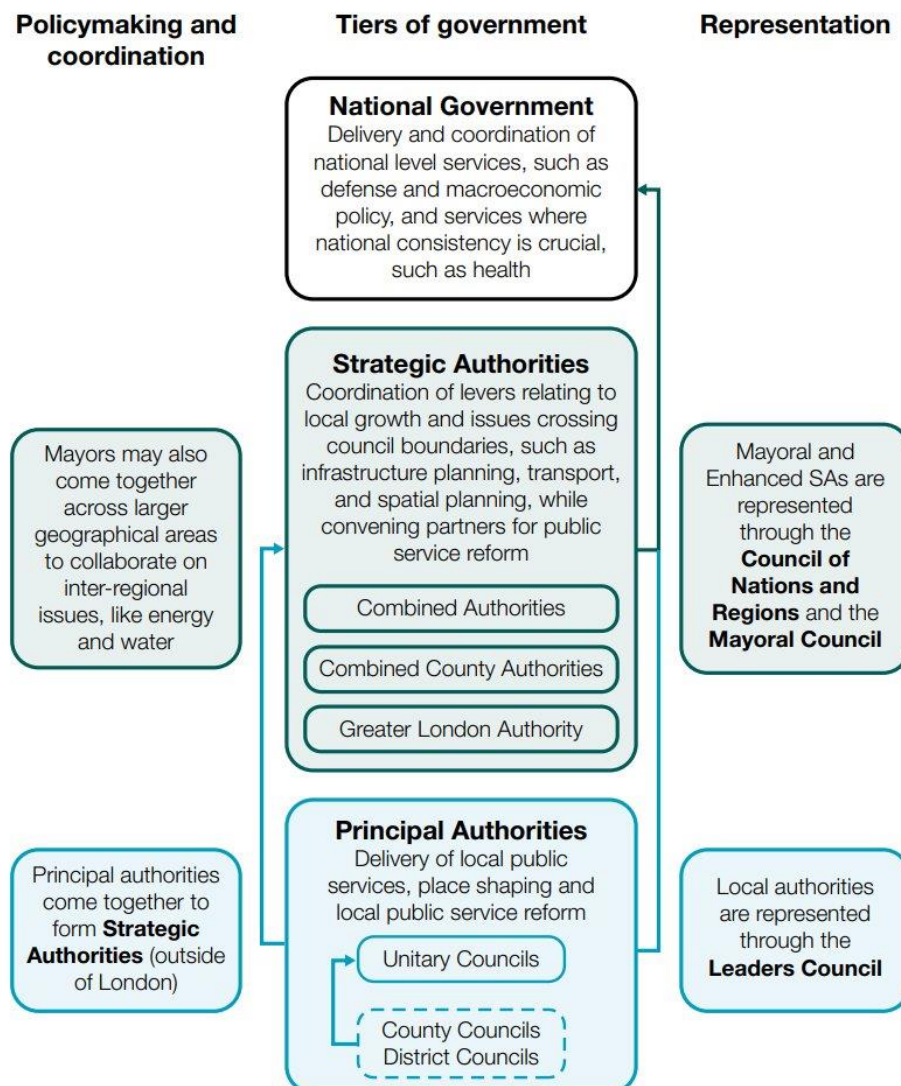 Policymaking and
coordination
Tiers of government
Representation
National Government
Delivery and coordination of
national level services, such as
defense and macroeconomic
policy, and services where
national consistency is crucial,
such as health
Strategic Authorities
Coordination of levers relating to
local growth and issues crossing
council boundaries, such as
infrastructure planning, transport,
and spatial planning, while
convening partners for public
service reform
Combined Authorities
Combined County Authorities
Greater London Authority
Mayors may also
come together
across larger
geographical areas
to collaborate on
inter-regional
issues, like energy
and water
Mayoral and
Enhanced SAs are
represented
through the
Council of
Nations and
Regions and the
Mayoral Council
Principal Authorities
Delivery of local public
services, place shaping and
local public service reform
Unitary Councils
County Councils
District Councils
Principal authorities
come together to
form Strategic
Authorities (outside
of London)
Local authorities
are represented
through the
Leaders Council